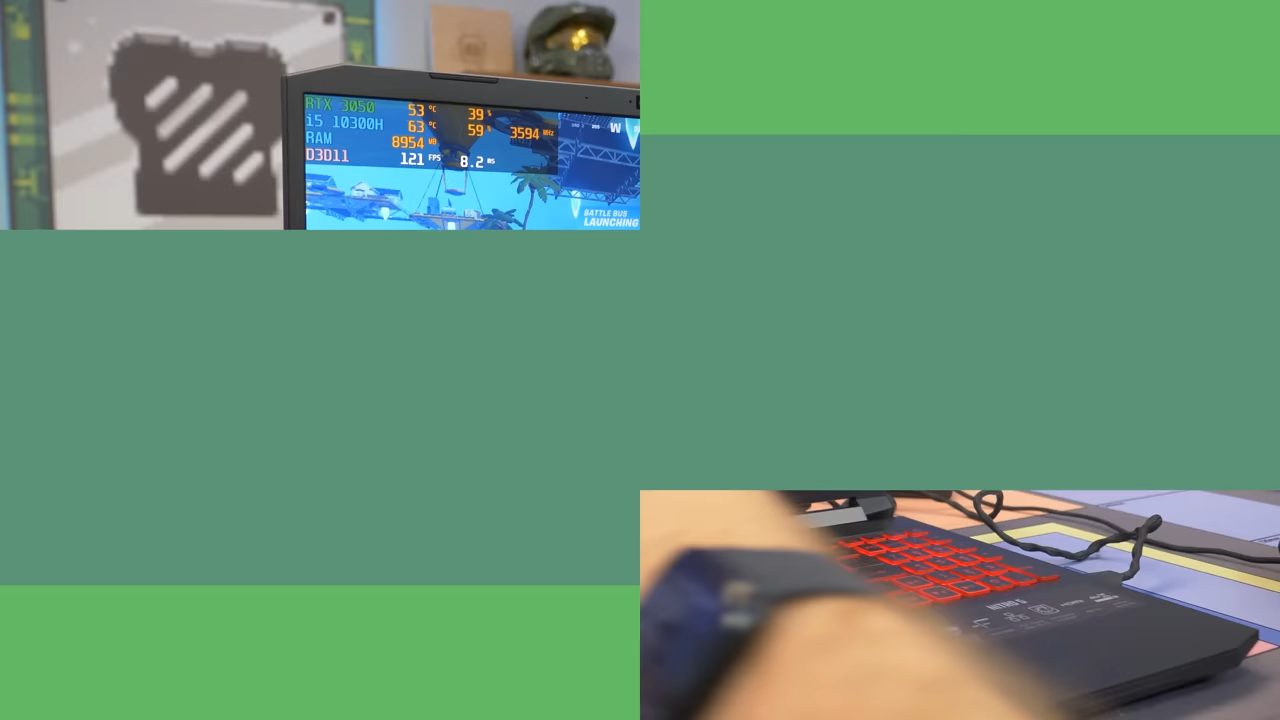 RTX 3050 53 °C 39 %
i5 10300H 63 °C 59 % 3594 MHz
RAM 8954 MB
D3D11 121 FPS 8.2 ms
W
BATTLE BUS
LAUNCHING
NITRO 5